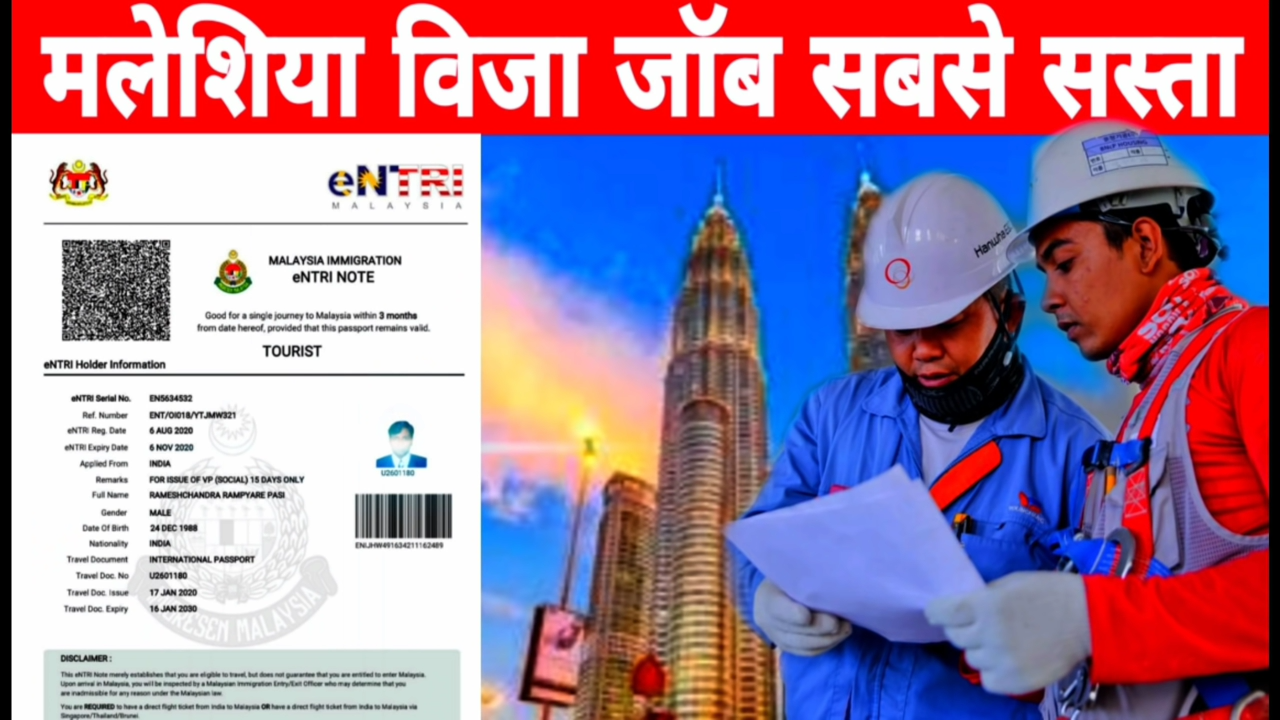 मलेशिया विजा जॉब सबसे सस्ता
eNTRI
MALAYSIA
MALAYSIA IMMIGRATION
eNTRI NOTE
Good for a single journey to Malaysia within 3 months
from date hereof, provided that this passport remains valid.
TOURIST
eNTRI Holder Information
eNTRI Serial No. EN5634532
Ref. Number ENT/OI018/YTJMW321
eNTRI Reg. Date 6 AUG 2020
eNTRI Expiry Date 6 NOV 2020
Applied From INDIA
Remarks FOR ISSUE OF VP (SOCIAL) 15 DAYS ONLY
Full Name RAMESHCHANDRA RAMPYARE PASI
Gender MALE
Date Of Birth 24 DEC 1988
Nationality INDIA
Travel Document INTERNATIONAL PASSPORT
Travel Doc. No U2601180
Travel Doc. Issue 17 JAN 2020
Travel Doc. Expiry 16 JAN 2030
U2601180
ENIJHW491634211162489
MALAYSIA
DISCLAIMER :
This eNTRI Note merely establishes that you are eligible to travel, but does not guarantee that you are entitled to enter Malaysia.
Upon arrival in Malaysia, you will be inspected by a Malaysian Immigration Entry/Exit Officer who may determine that you
are inadmissible for any reason under the Malaysian law.
You are REQUIRED to have a direct flight ticket from India to Malaysia OR have a direct flight ticket from India to Malaysia via
Singapore/Thailand/Brunei.
Hanwha